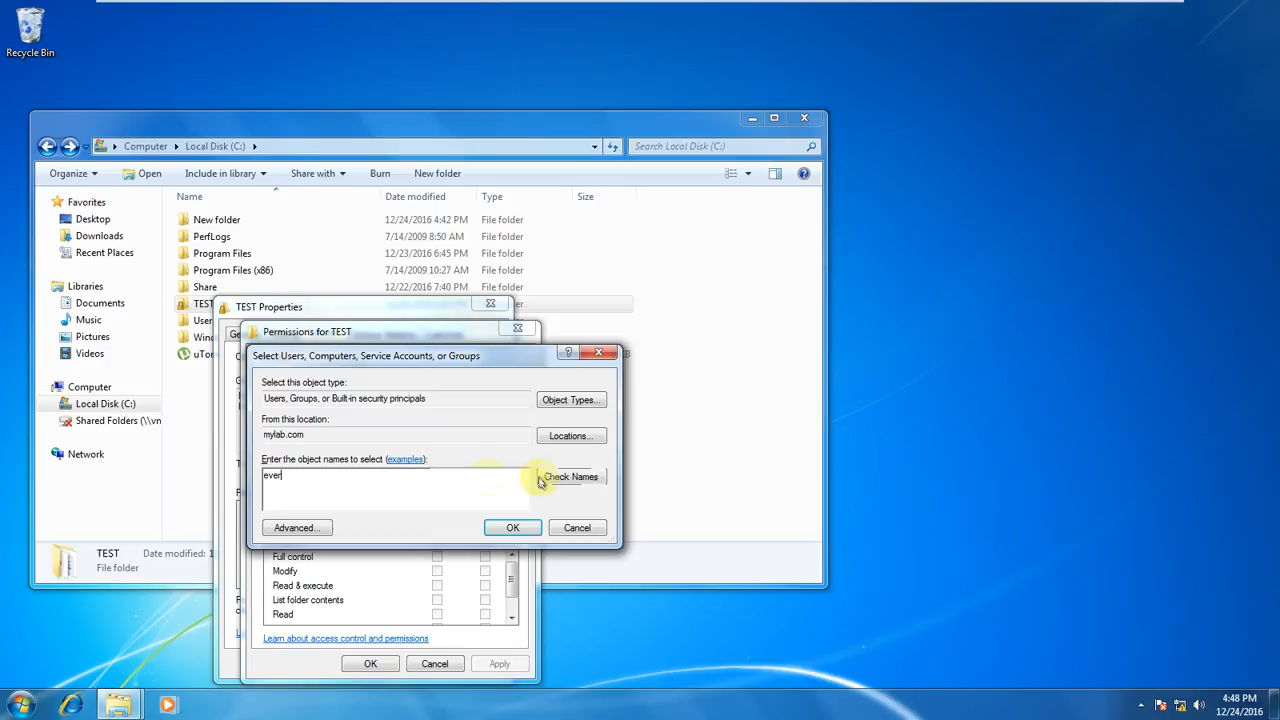 Recycle Bin
Computer Local Disk (C:)
Search Local Disk (C:)
Organize Open Include in library Share with Burn New folder
Name Date modified Type Size
Favorites
Desktop
Downloads
Recent Places
Libraries
Documents
Music
Pictures
Videos
Computer
Local Disk (C:)
Shared Folders (\\vn
Network
New folder 12/24/2016 4:42 PM File folder
PerfLogs 7/14/2009 8:50 AM File folder
Program Files 12/23/2016 6:45 PM File folder
Program Files (x86) 7/14/2009 10:27 AM File folder
Share 12/22/2016 7:40 PM File folder
TEST
User
Wind
uTor
TEST Properties
Permissions for TEST
Select Users, Computers, Service Accounts, or Groups
Select this object type:
Users, Groups, or Built-in security principals
Object Types...
From this location:
mylab.com
Locations...
Enter the object names to select (examples):
ever
Check Names
Advanced...
OK
Cancel
Full control
Modify
Read & execute
List folder contents
Read
Learn about access control and permissions
OK
Cancel
Apply
TEST Date modified: 1
File folder
4:48 PM
12/24/2016